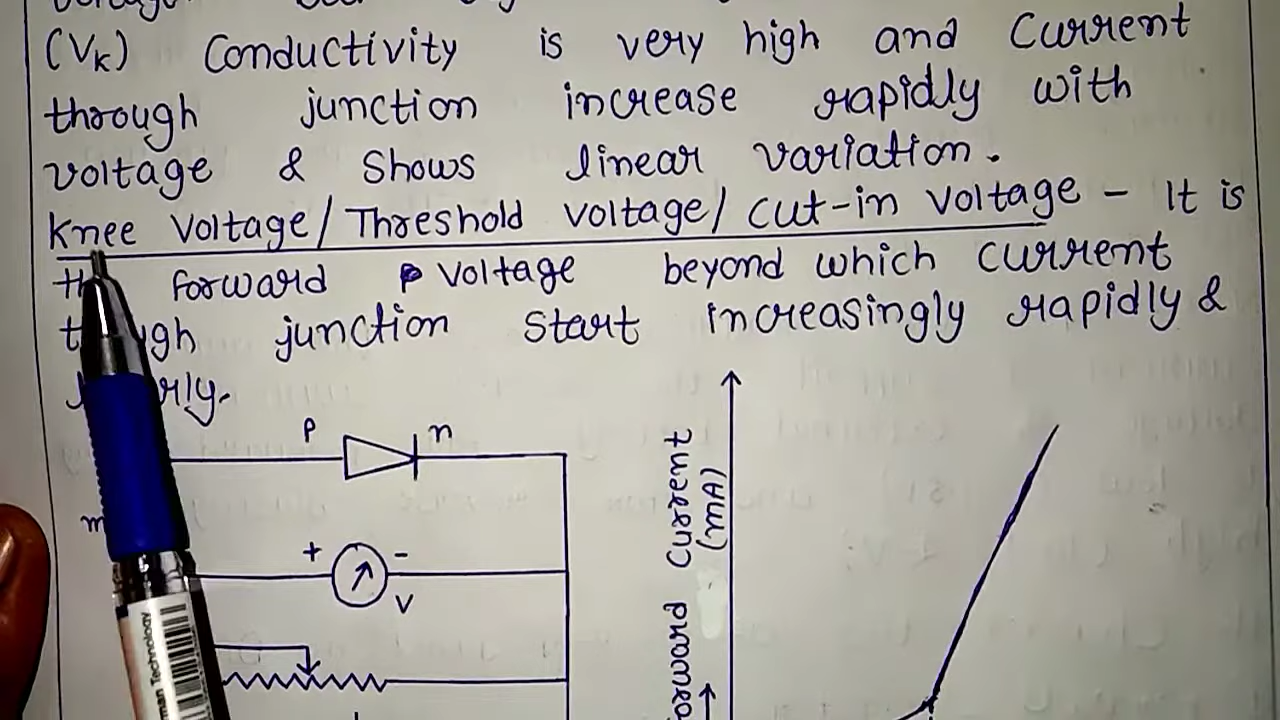 (VK) Conductivity is very high and Current
through junction increase rapidly with
voltage & Shows linear variation.
Knee Voltage/Threshold voltage/ cut-in voltage - It is
forward voltage beyond which current
junction Start increasingly rapidly &
P n
+ -
V
Current
(mA)